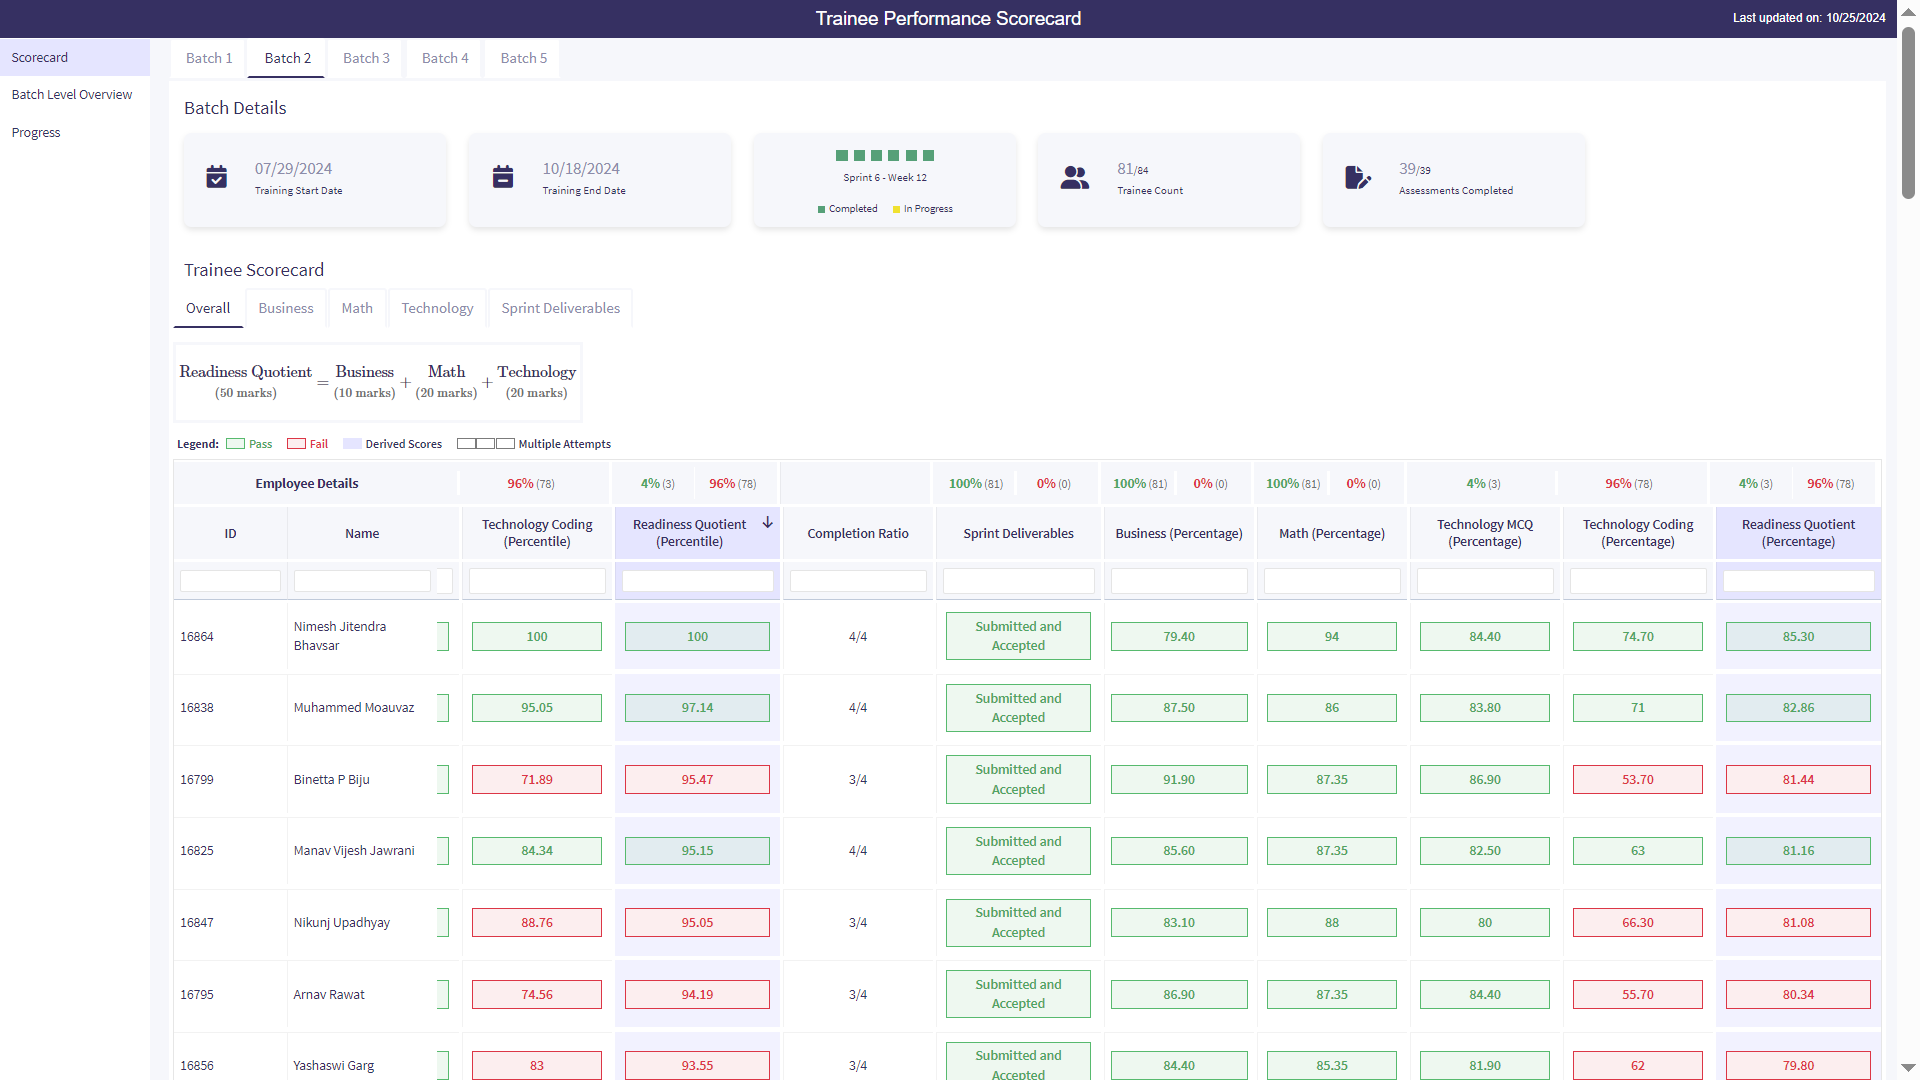 Trainee Performance Scorecard
Last updated on: 10/25/2024
Scorecard
Batch Level Overview
Progress
Batch 1 Batch 2 Batch 3 Batch 4 Batch 5
Batch Details
07/29/2024
Training Start Date
10/18/2024
Training End Date
Sprint 6 - Week 12
Completed In Progress
81/84
Trainee Count
39/39
Assessments Completed
Trainee Scorecard
Overall Business Math Technology Sprint Deliverables
Readiness Quotient = Business + Math + Technology
(50 marks) (10 marks) (20 marks) (20 marks)
Legend: Pass Fail Derived Scores Multiple Attempts
Employee Details 96% (78) 4% (3) 96% (78) 100% (81) 0% (0) 100% (81) 0% (0) 100% (81) 0% (0) 4% (3) 96% (78) 4% (3) 96% (78)
ID Name Technology Coding (Percentile) Readiness Quotient (Percentile) Completion Ratio Sprint Deliverables Business (Percentage) Math (Percentage) Technology MCQ (Percentage) Technology Coding (Percentage) Readiness Quotient (Percentage)
16864 Nimesh Jitendra Bhavsar 100 100 4/4 Submitted and Accepted 79.40 94 84.40 74.70 85.30
16838 Muhammed Moauvaz 95.05 97.14 4/4 Submitted and Accepted 87.50 86 83.80 71 82.86
16799 Binetta P Biju 71.89 95.47 3/4 Submitted and Accepted 91.90 87.35 86.90 53.70 81.44
16825 Manav Vijesh Jawrani 84.34 95.15 4/4 Submitted and Accepted 85.60 87.35 82.50 63 81.16
16847 Nikunj Upadhyay 88.76 95.05 3/4 Submitted and Accepted 83.10 88 80 66.30 81.08
16795 Arnav Rawat 74.56 94.19 3/4 Submitted and Accepted 86.90 87.35 84.40 55.70 80.34
16856 Yashaswi Garg 83 93.55 3/4 Submitted and Accepted 84.40 85.35 81.90 62 79.80